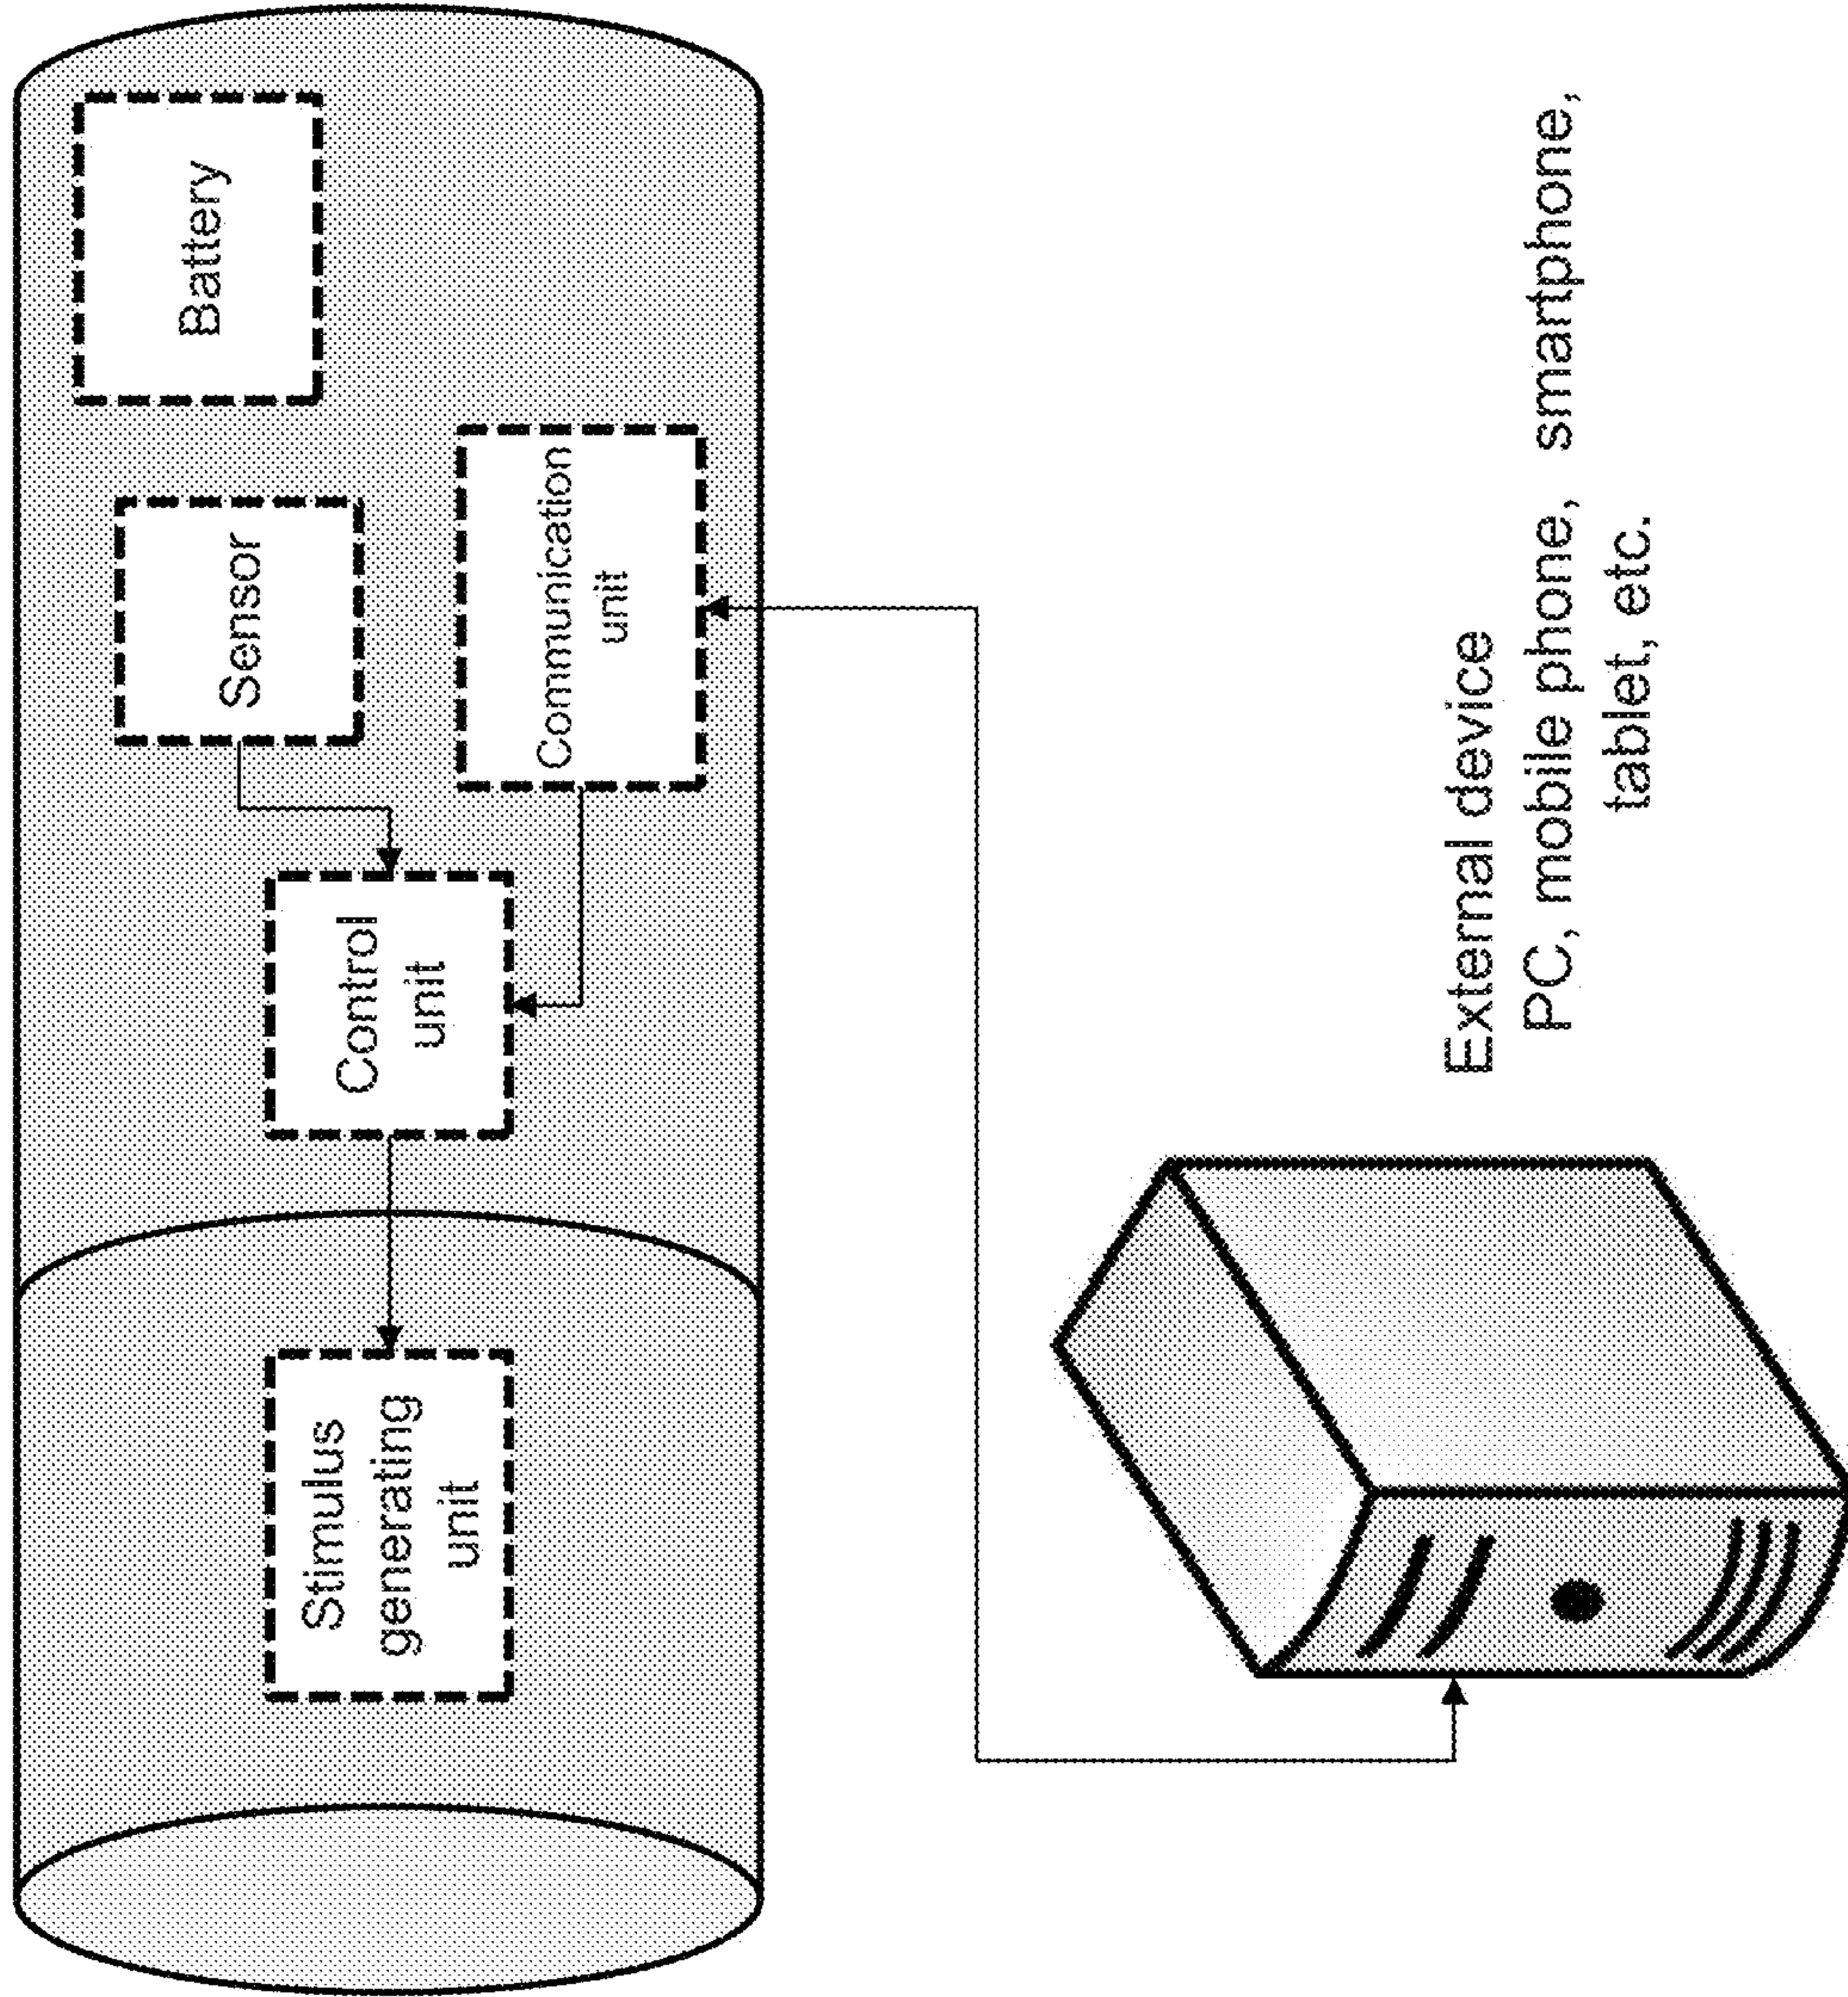 Battery
Sensor
Communication
unit
Control
unit
Stimulus
generating
unit
External device
PC, mobile phone, smartphone,
tablet, etc.